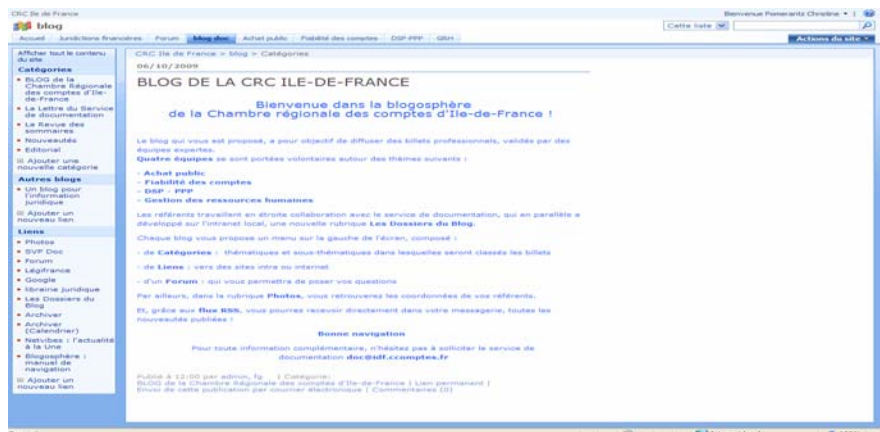 CRC Ile de France
Bienvenue Pomerantz Christine
blog
Cette liste
Accueil Juridictions financières Forum blog doc Achat public Fiabilité des comptes DSP-PPP GRH
Actions du site
Afficher tout le contenu
du site
Catégories
BLOG de la
Chambre Régionale
des comptes d'Ile-
de-France
La Lettre du Service
de documentation
La Revue des
sommaires
Nouveautés
Editorial
Ajouter une
nouvelle catégorie
Autres blogs
Un blog pour
l'information
juridique
Ajouter un
nouveau lien
Liens
Photos
SVP Doc
Forum
Légifrance
Google
librairie juridique
Les Dossiers du
Blog
Archiver
Archiver
(Calendrier)
Netvibes : l'actualité
à la Une
Blogosphère :
manuel de
navigation
Ajouter un
nouveau lien
CRC Ile de France > blog > Catégories
06/10/2009
BLOG DE LA CRC ILE-DE-FRANCE
Bienvenue dans la blogosphère
de la Chambre régionale des comptes d'Ile-de-France !
Le blog qui vous est proposé, a pour objectif de diffuser des billets professionnels, validés par des
équipes expertes.
Quatre équipes se sont portées volontaires autour des thèmes suivants :
- Achat public
- Fiabilité des comptes
- DSP - PPP
- Gestion des ressources humaines
Les référents travaillent en étroite collaboration avec le service de documentation, qui en parallèle a
développé sur l'intranet local, une nouvelle rubrique Les Dossiers du Blog.
Chaque blog vous propose un menu sur la gauche de l'écran, composé :
- de Catégories : thématiques et sous-thématiques dans lesquelles seront classés les billets
- de Liens : vers des sites intra ou internet
- d'un Forum : qui vous permettra de poser vos questions
Par ailleurs, dans la rubrique Photos, vous retrouverez les coordonnées de vos référents.
Et, grâce aux flux RSS, vous pourrez recevoir directement dans votre messagerie, toutes les
nouveautés publiées !
Bonne navigation
Pour toute information complémentaire, n'hésitez pas à solliciter le service de
documentation doc@idf.ccomptes.fr
Publié à 12:00 par admin, fg | Catégorie:
BLOG de la Chambre Régionale des comptes d'Ile-de-France | Lien permanent |
Envoi de cette publication par courrier électronique | Commentaires (0)